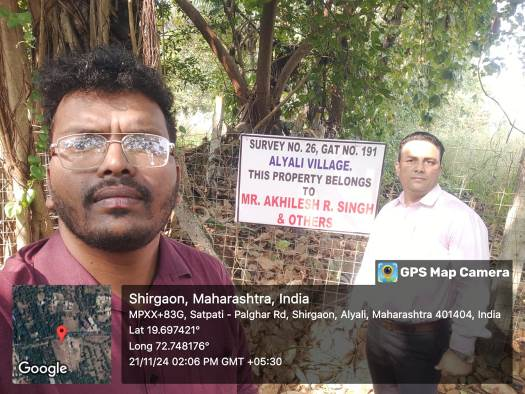 SURVEY NO. 26, GAT NO. 191
ALYALI VILLAGE.
THIS PROPERTY BELONGS
TO
MR. AKHILESH R. SINGH
& OTHERS
GPS Map Camera
Shirgaon, Maharashtra, India
MPXX+83G, Satpati - Palghar Rd, Shirgaon, Alyali, Maharashtra 401404, India
Lat 19.697421°
Long 72.748176°
21/11/24 02:06 PM GMT +05:30
Google